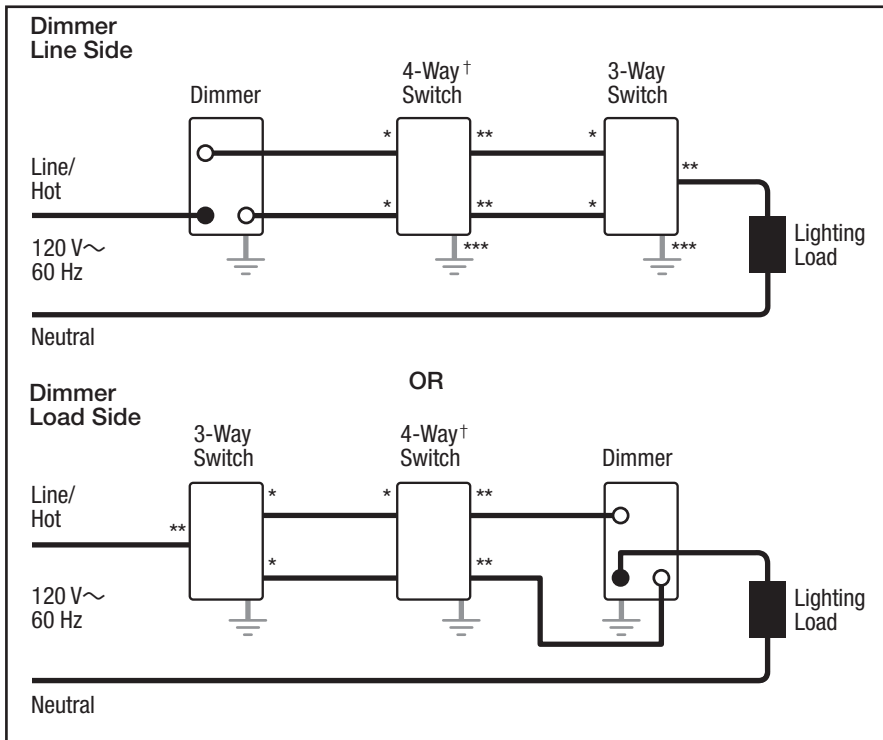 Dimmer
Line Side
Dimmer
4-Way†
Switch
3-Way
Switch
Line/
Hot
120 V~
60 Hz
* ** *
* ** *
**
*** ***
Lighting
Load
Neutral
OR
Dimmer
Load Side
3-Way
Switch
4-Way†
Switch
Dimmer
Line/
Hot
**
* * **
* **
120 V~
60 Hz
Lighting
Load
Neutral